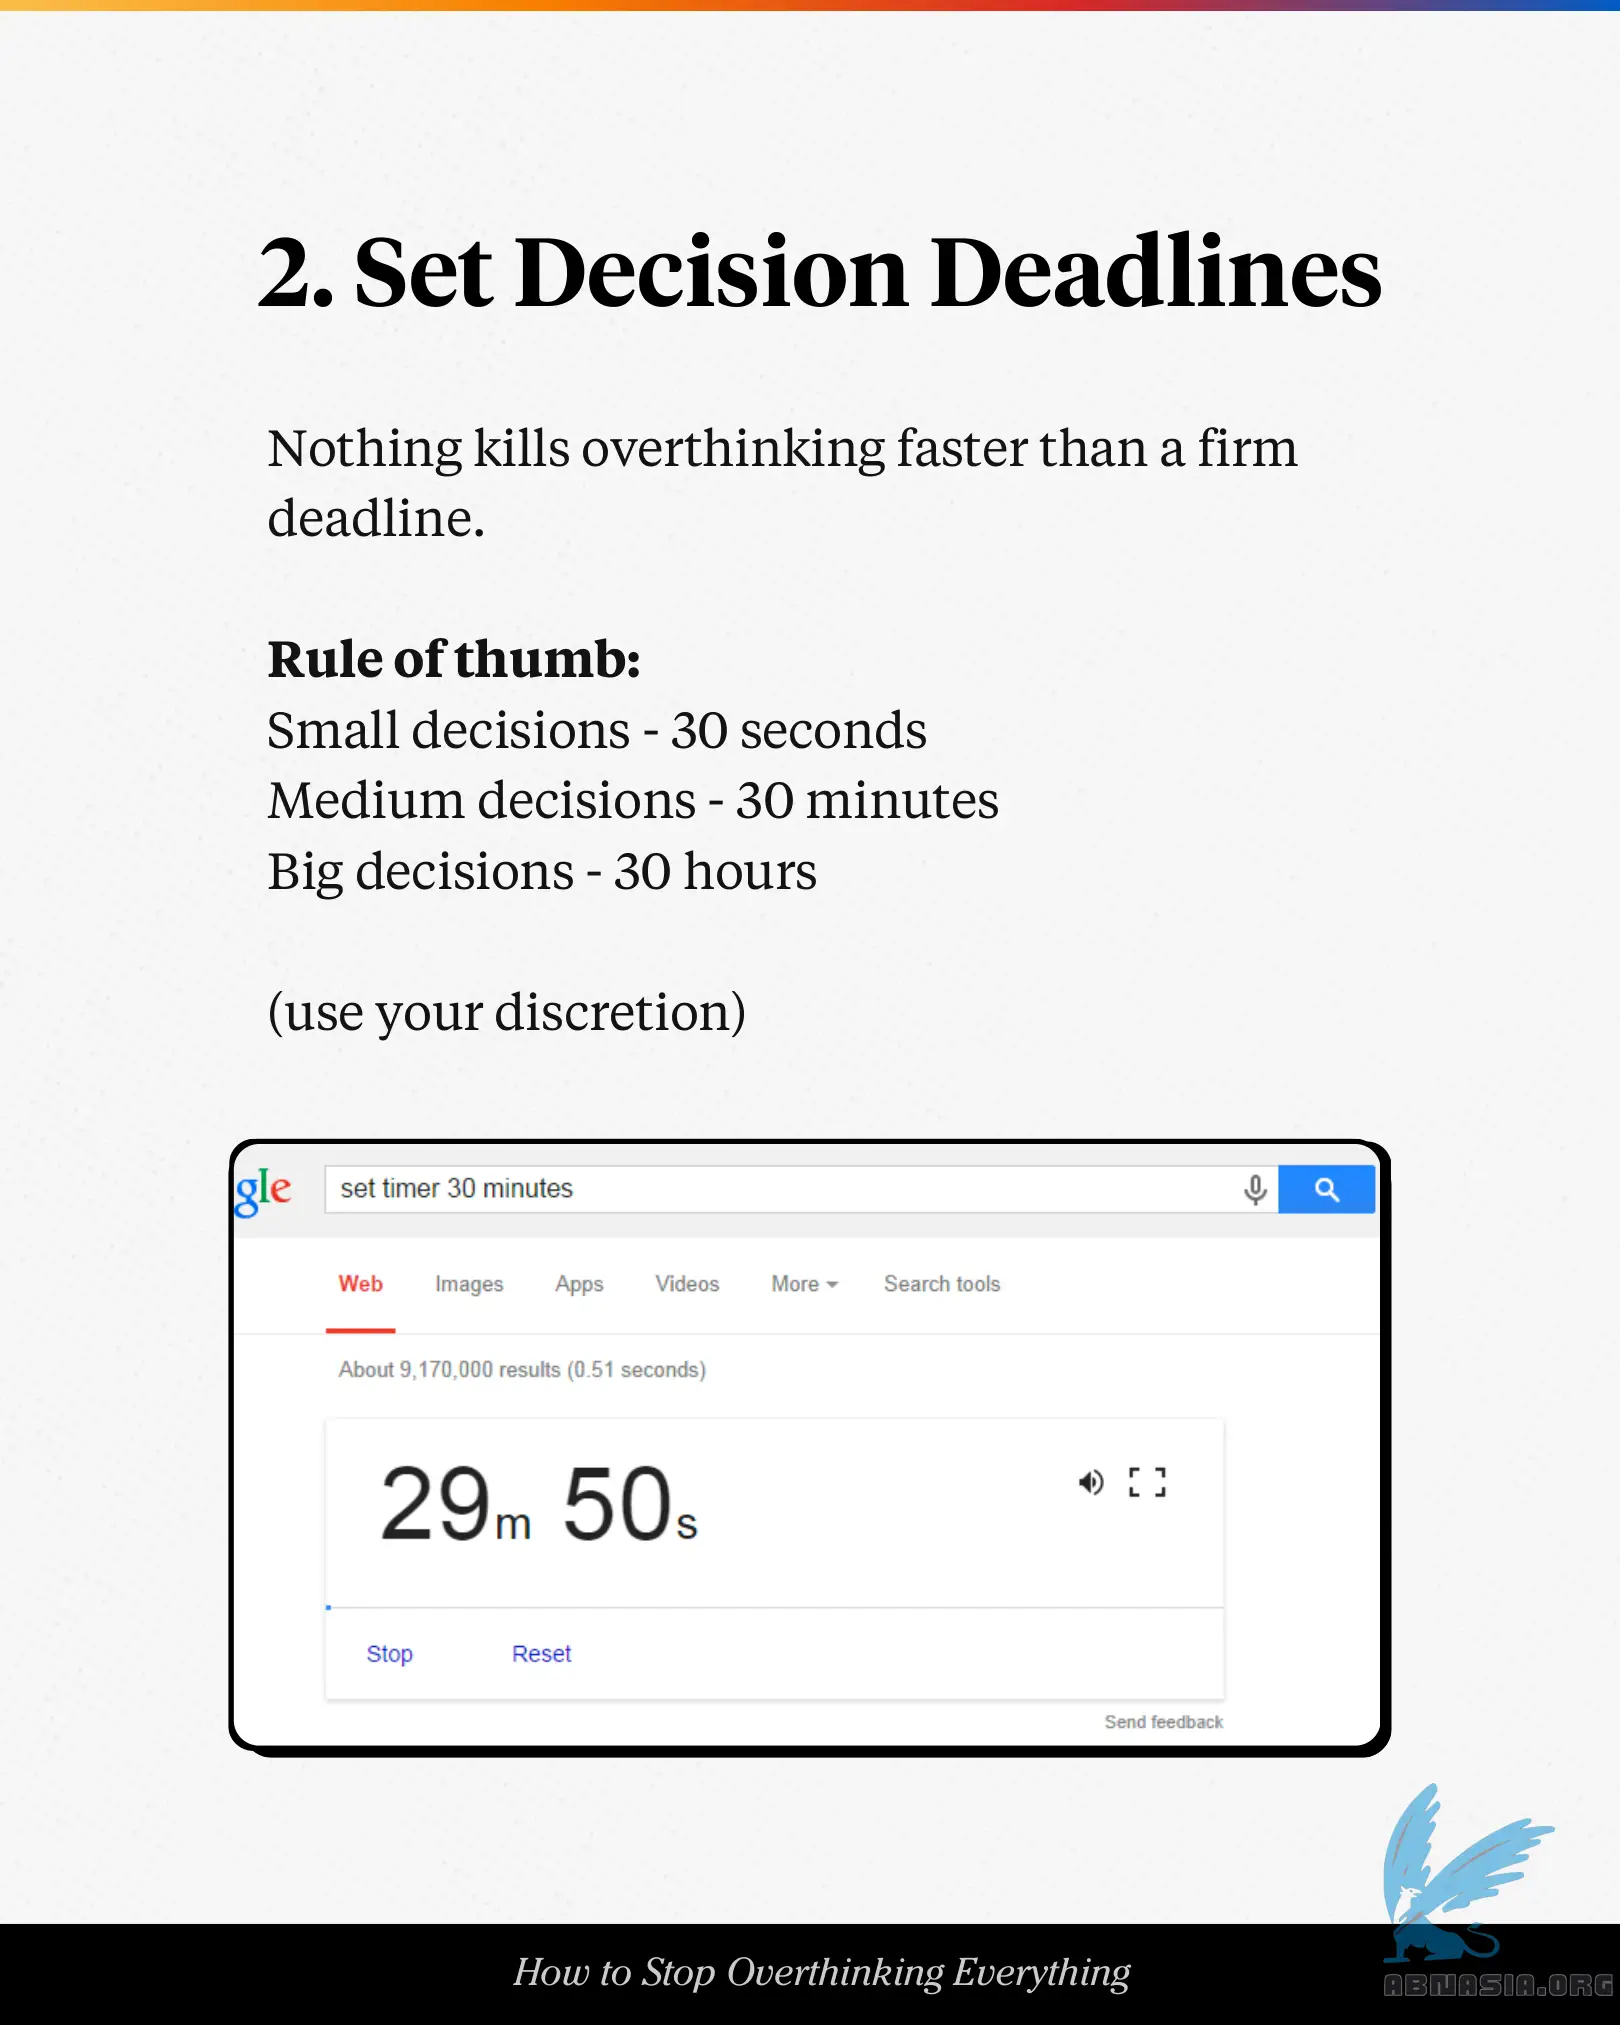 2. Set Decision Deadlines
Nothing kills overthinking faster than a firm
deadline.
Rule of thumb:
Small decisions - 30 seconds
Medium decisions - 30 minutes
Big decisions - 30 hours
(use your discretion)
gle set timer 30 minutes
Web Images Apps Videos More Search tools
About 9,170,000 results (0.51 seconds)
29m 50s
Stop Reset
Send feedback
How to Stop Overthinking Everything
ABNASIA.ORG